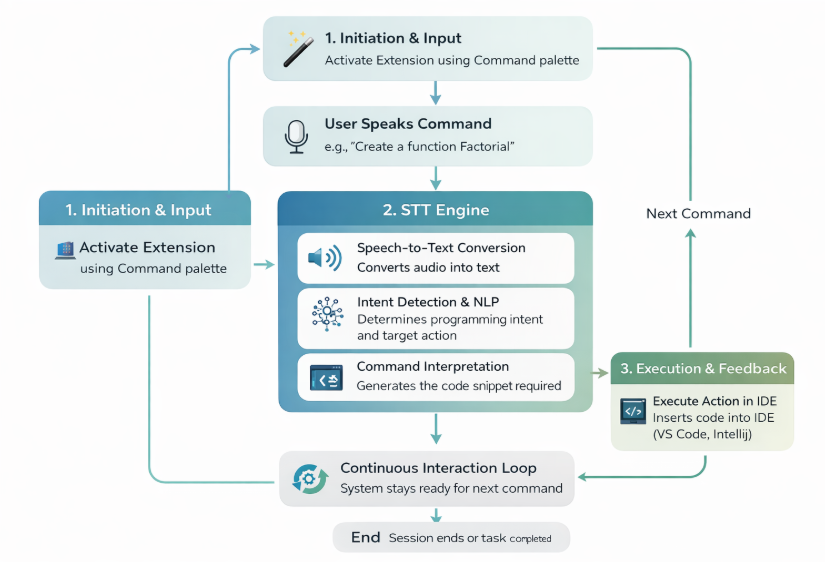 1. Initiation & Input
Activate Extension using Command palette
User Speaks Command
e.g., "Create a function Factorial"
1. Initiation & Input
Activate Extension
using Command palette
2. STT Engine
Speech-to-Text Conversion
Converts audio into text
Intent Detection & NLP
Determines programming intent
and target action
Command Interpretation
Generates the code snippet required
Next Command
3. Execution & Feedback
Execute Action in IDE
Inserts code into IDE
(VS Code, Intellij)
Continuous Interaction Loop
System stays ready for next command
End Session ends or task completed